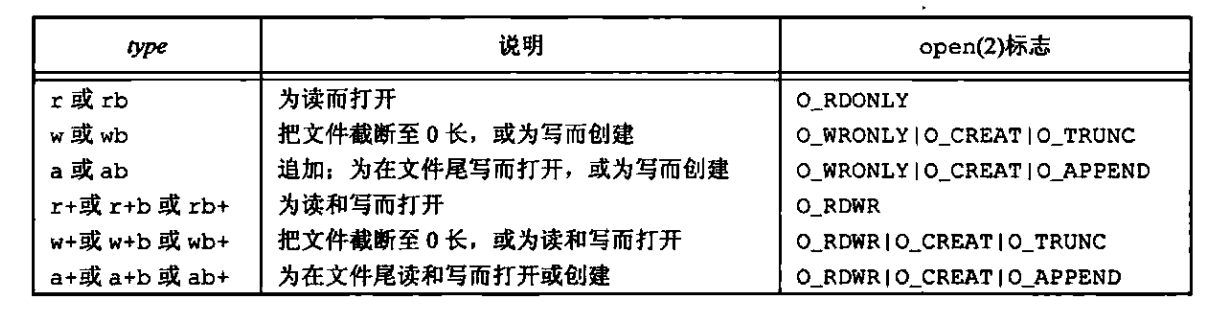 type 说明 open(2)标志
r 或 rb 为读而打开 O_RDONLY
w 或 wb 把文件截断至 0 长，或为写而创建 O_WRONLY|O_CREAT|O_TRUNC
a 或 ab 追加；为在文件尾写而打开，或为写而创建 O_WRONLY|O_CREAT|O_APPEND
r+或 r+b 或 rb+ 为读和写而打开 O_RDWR
w+或 w+b 或 wb+ 把文件截断至 0 长，或为读和写而打开 O_RDWR|O_CREAT|O_TRUNC
a+或 a+b 或 ab+ 为在文件尾读和写而打开或创建 O_RDWR|O_CREAT|O_APPEND